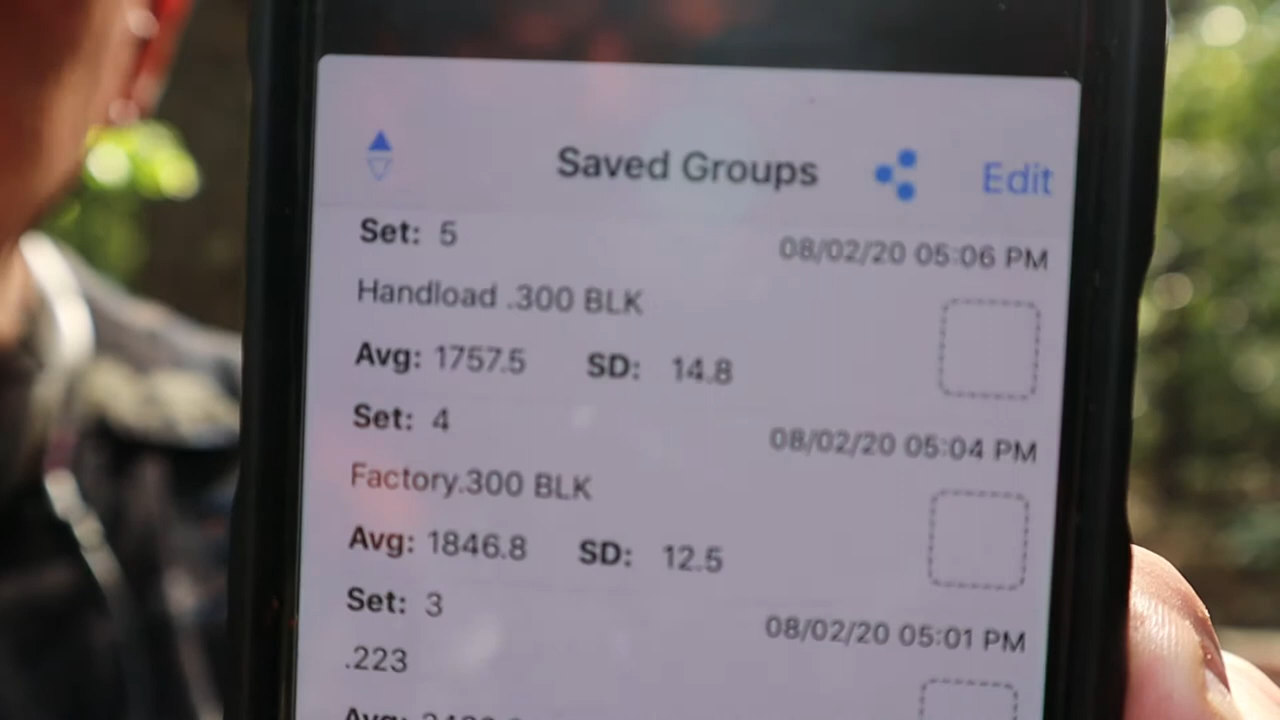 Saved Groups Edit
Set: 5 08/02/20 05:06 PM
Handload .300 BLK
Avg: 1757.5 SD: 14.8
Set: 4 08/02/20 05:04 PM
Factory.300 BLK
Avg: 1846.8 SD: 12.5
Set: 3 08/02/20 05:01 PM
.223
Avg: